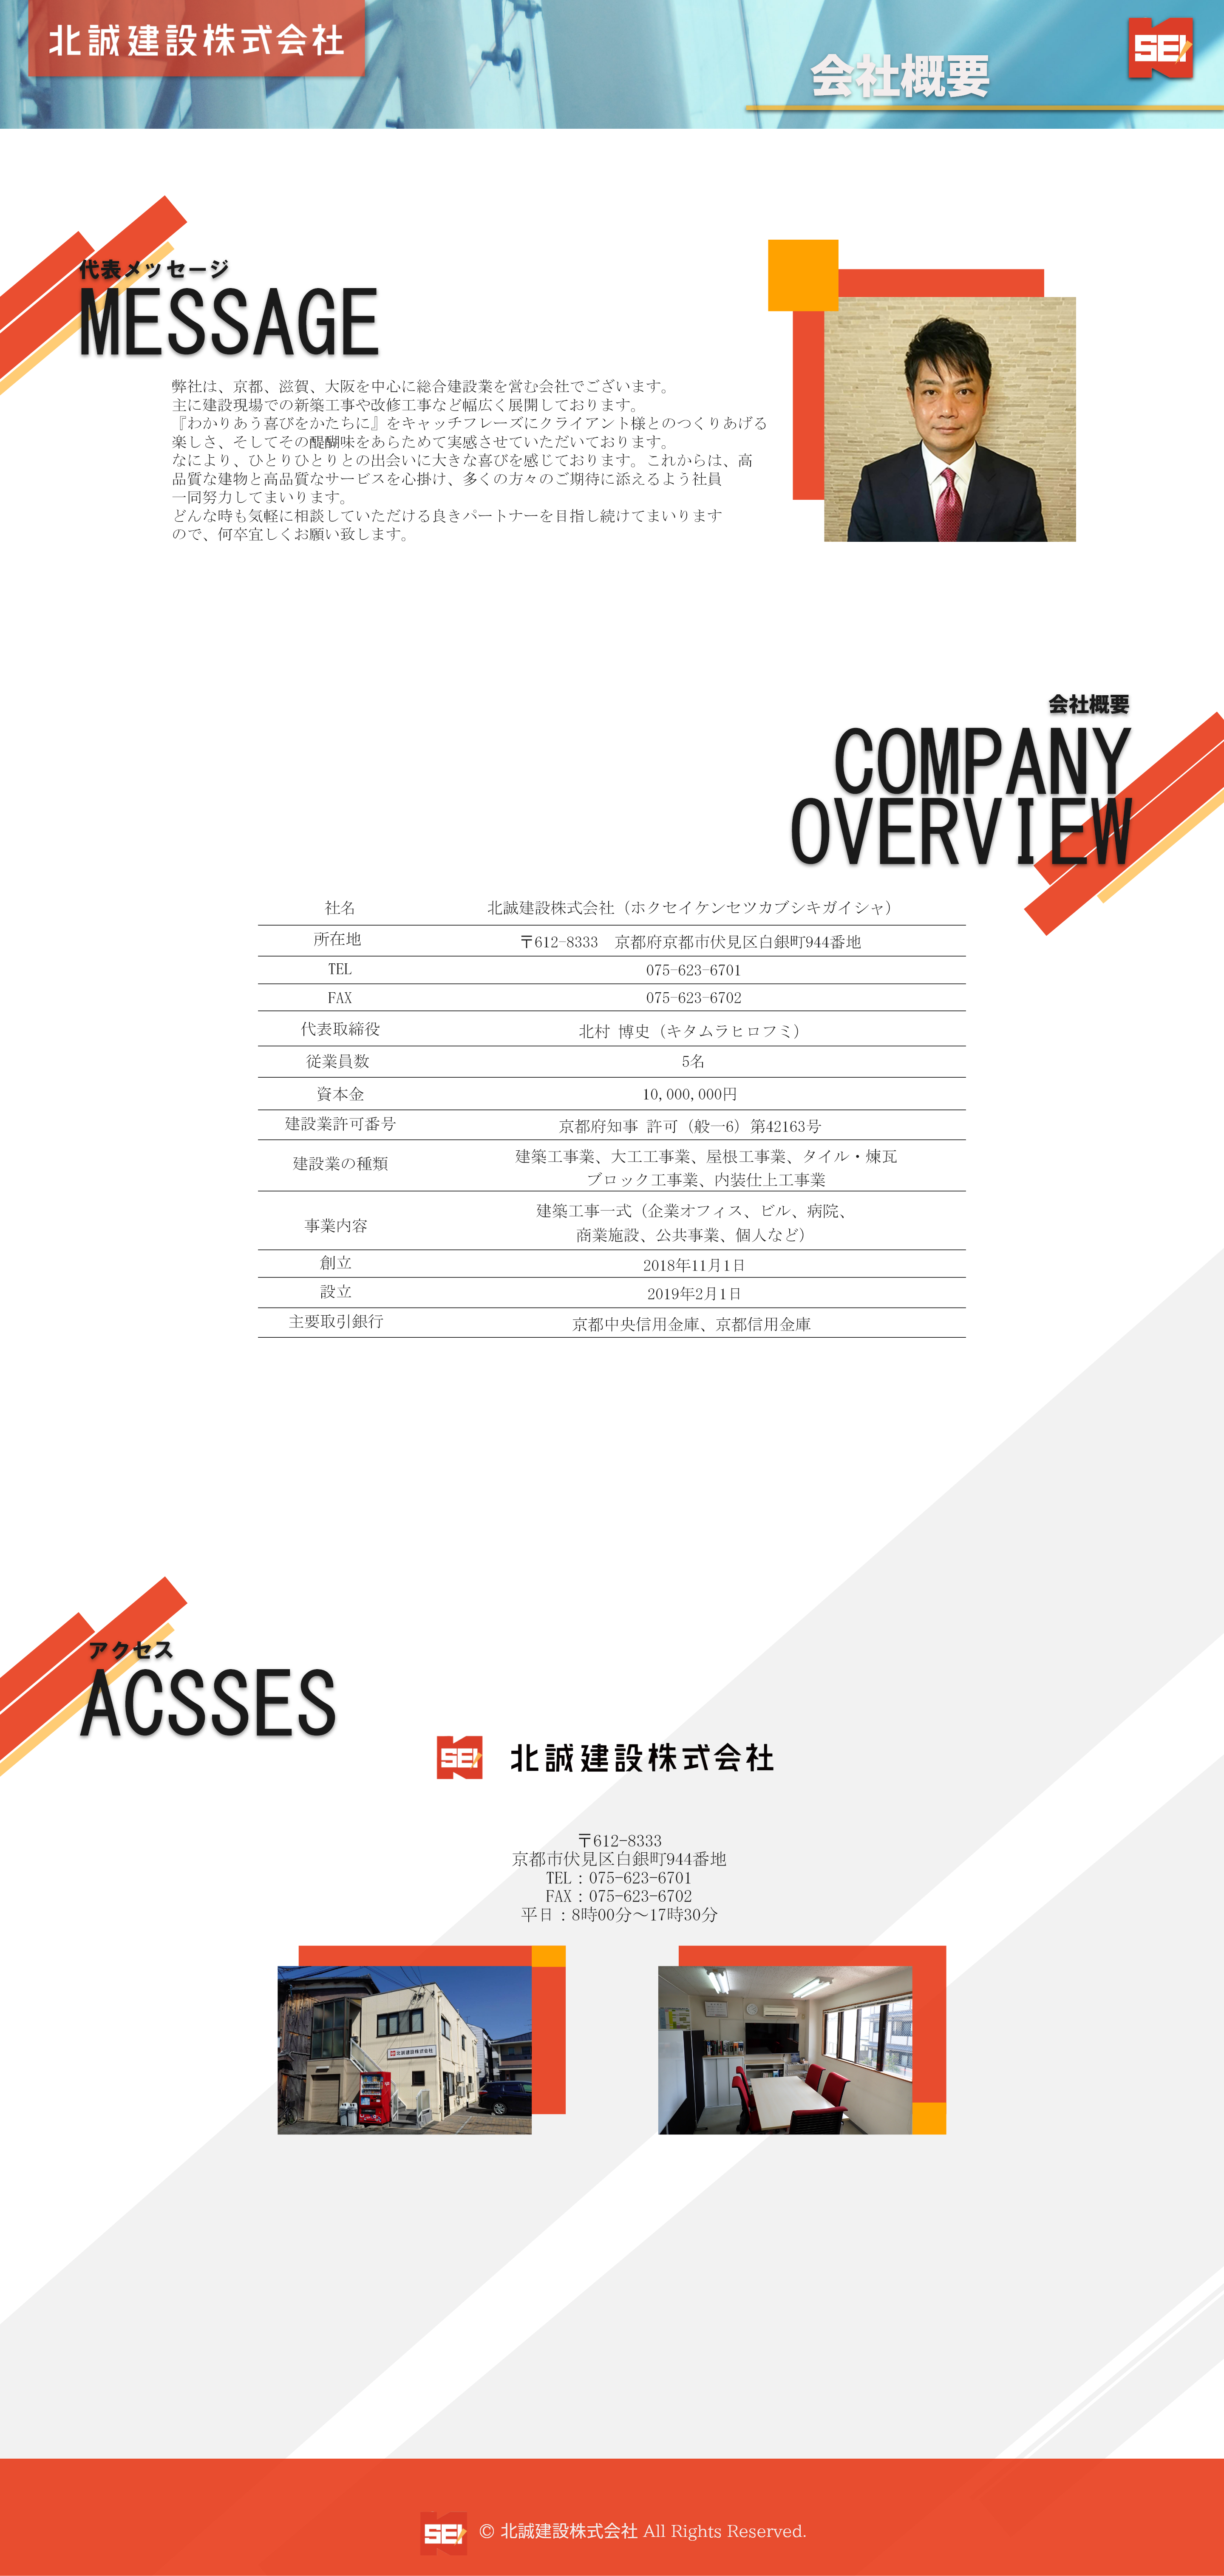 北誠建設株式会社
会社概要
SEI
代表メッセージ
MESSAGE
弊社は、京都、滋賀、大阪を中心に総合建設業を営む会社でございます。
主に建設現場での新築工事や改修工事など幅広く展開しております。
『わかりあう喜びをかたちに』をキャッチフレーズにクライアント様とのつくりあげる
楽しさ、そしてその醍醐味をあらためて実感させていただいております。
なにより、ひとりひとりとの出会いに大きな喜びを感じております。これからは、高
品質な建物と高品質なサービスを心掛け、多くの方々のご期待に添えるよう社員
一同努力してまいります。
どんな時も気軽に相談していただける良きパートナーを目指し続けてまいります
ので、何卒宜しくお願い致します。
会社概要
COMPANY
OVERVIEW
社名 北誠建設株式会社（ホクセイケンセツカブシキガイシャ）
所在地 〒612-8333 京都府京都市伏見区白銀町944番地
TEL 075-623-6701
FAX 075-623-6702
代表取締役 北村 博史（キタムラヒロフミ）
従業員数 5名
資本金 10,000,000円
建設業許可番号 京都府知事 許可（般一6）第42163号
建設業の種類 建築工事業、大工工事業、屋根工事業、タイル・煉瓦
ブロック工事業、内装仕上工事業
事業内容 建築工事一式（企業オフィス、ビル、病院、
商業施設、公共事業、個人など）
創立 2018年11月1日
設立 2019年2月1日
主要取引銀行 京都中央信用金庫、京都信用金庫
アクセス
ACSSES
SEI 北誠建設株式会社
〒612-8333
京都市伏見区白銀町944番地
TEL：075-623-6701
FAX：075-623-6702
平日：8時00分～17時30分
北誠建設株式会社
SEI © 北誠建設株式会社 All Rights Reserved.